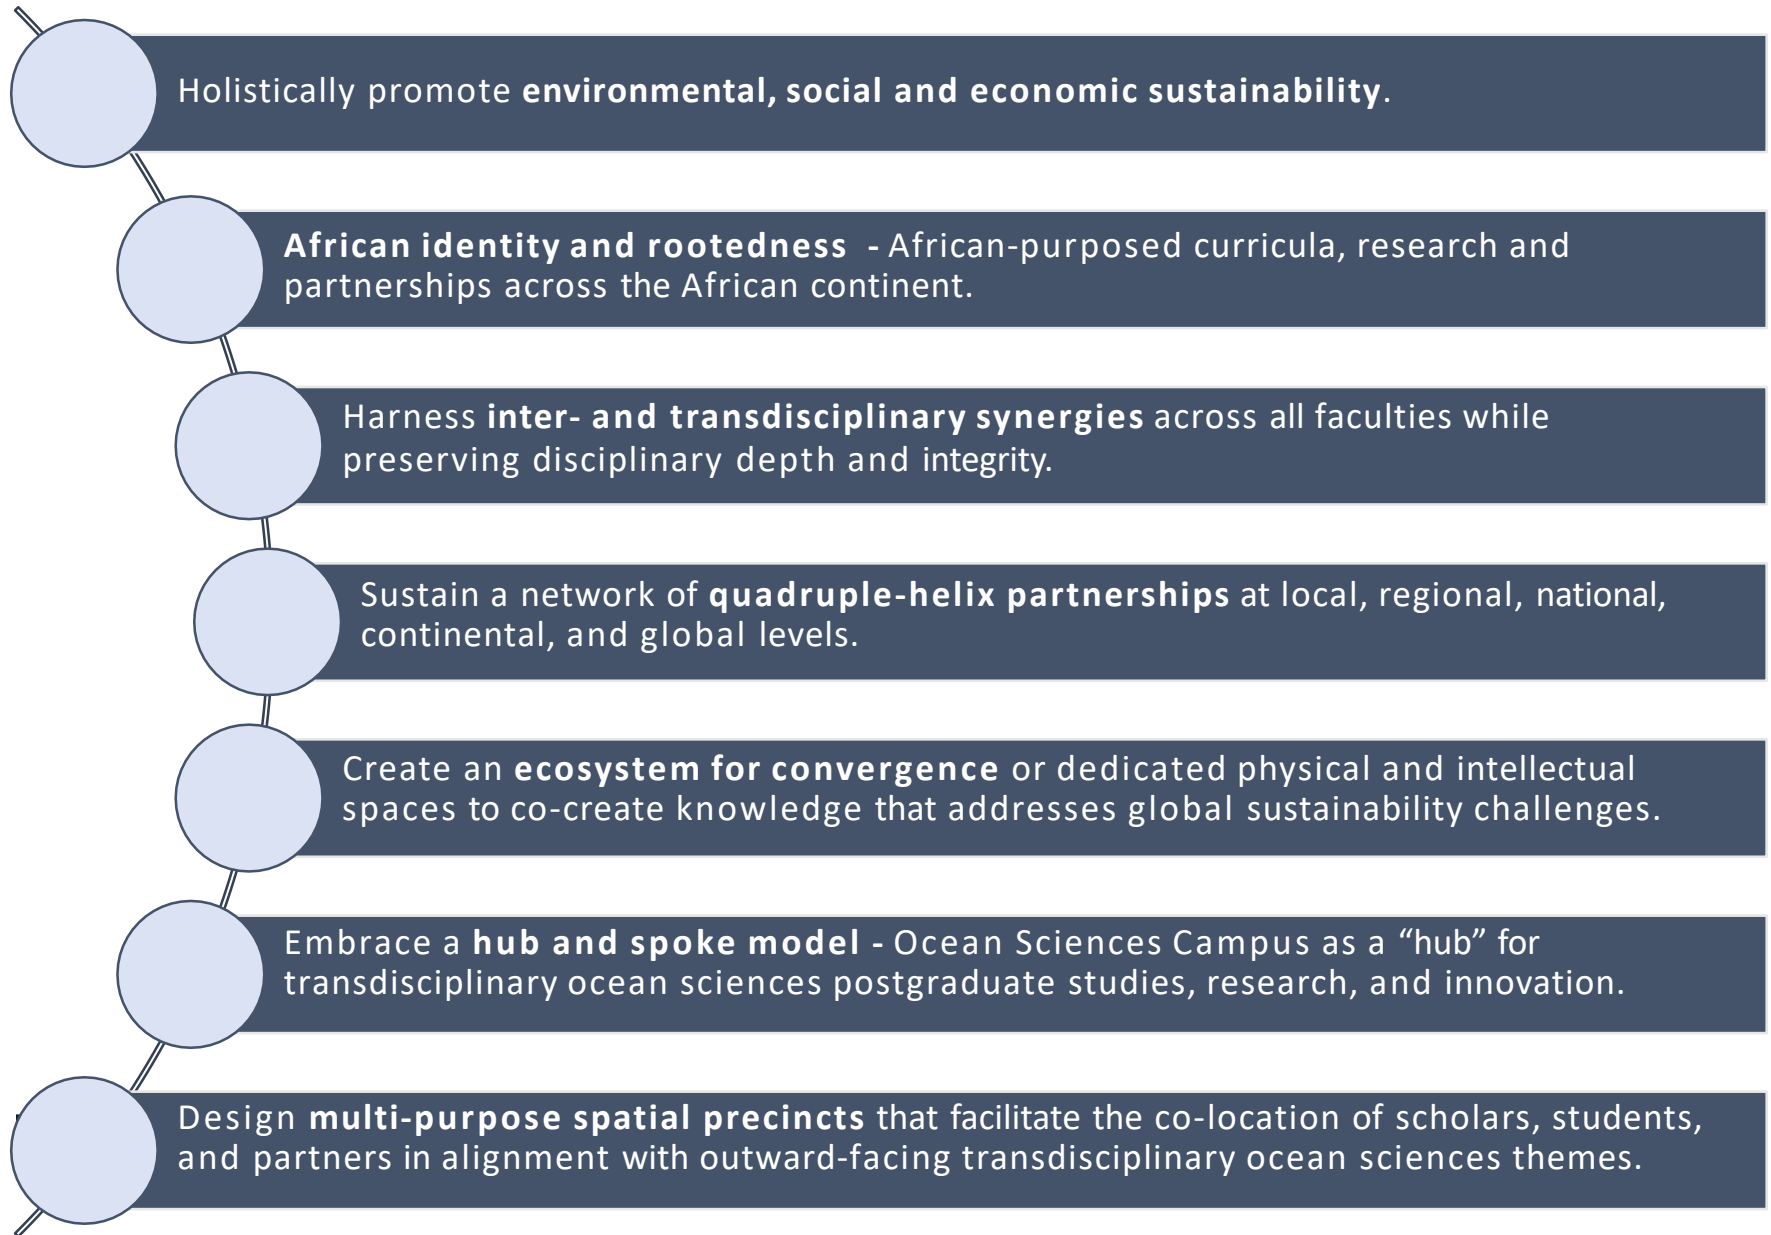 Holistically promote environmental, social and economic sustainability.
African identity and rootedness - African-purposed curricula, research and
partnerships across the African continent.
Harness inter- and transdisciplinary synergies across all faculties while
preserving disciplinary depth and integrity.
Sustain a network of quadruple-helix partnerships at local, regional, national,
continental, and global levels.
Create an ecosystem for convergence or dedicated physical and intellectual
spaces to co-create knowledge that addresses global sustainability challenges.
Embrace a hub and spoke model - Ocean Sciences Campus as a “hub” for
transdisciplinary ocean sciences postgraduate studies, research, and innovation.
Design multi-purpose spatial precincts that facilitate the co-location of scholars, students,
and partners in alignment with outward-facing transdisciplinary ocean sciences themes.